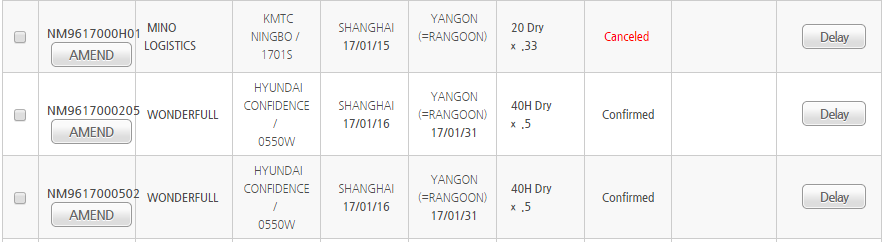 NM9617000H01
AMEND
MINO
LOGISTICS
KMTC
NINGBO /
1701S
SHANGHAI
17/01/15
YANGON
(=RANGOON)
20 Dry
x .33
Canceled
Delay
NM9617000205
AMEND
WONDERFULL
HYUNDAI
CONFIDENCE
/
0550W
SHANGHAI
17/01/16
YANGON
(=RANGOON)
17/01/31
40H Dry
x .5
Confirmed
Delay
NM9617000502
AMEND
WONDERFULL
HYUNDAI
CONFIDENCE
/
0550W
SHANGHAI
17/01/16
YANGON
(=RANGOON)
17/01/31
40H Dry
x .5
Confirmed
Delay